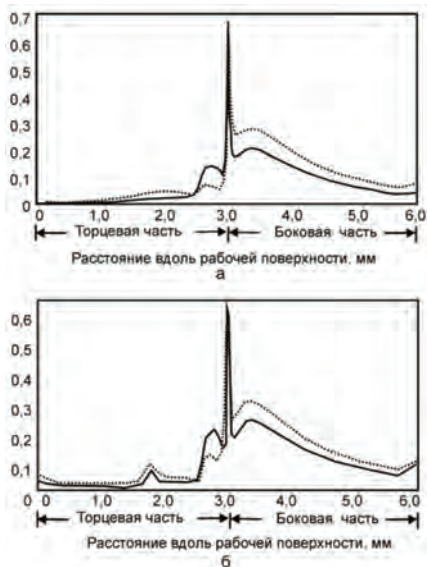 0,7
0,6
0,5
0,4
0,3
0,2
0,1
0
0 1,0 2,0 3,0 4,0 5,0 6,0
Торцевая часть Боковая часть
Расстояние вдоль рабочей поверхности, мм
а
0,6
0,5
0,4
0,3
0,2
0,1
0
0 1,0 2,0 3,0 4,0 5,0 6,0
Торцевая часть Боковая часть
Расстояние вдоль рабочей поверхности, мм
б